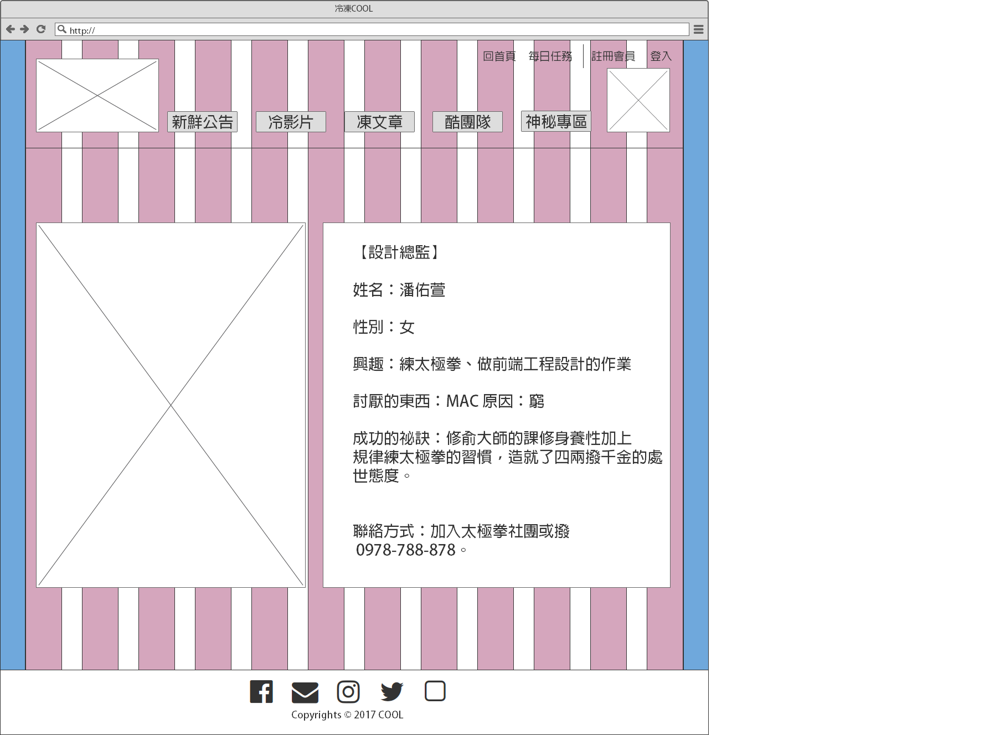 冷凍COOL
http://
回首頁 每日任務 註冊會員 登入
新鮮公告 冷影片 凍文章 酷團隊 神秘專區
【設計總監】
姓名：潘佑萱
性別：女
興趣：練太極拳、做前端工程設計的作業
討厭的東西：MAC 原因：窮
成功的祕訣：修俞大師的課修身養性加上
規律練太極拳的習慣，造就了四兩撥千金的處
世態度。
聯絡方式：加入太極拳社團或撥
0978-788-878。
Copyrights © 2017 COOL